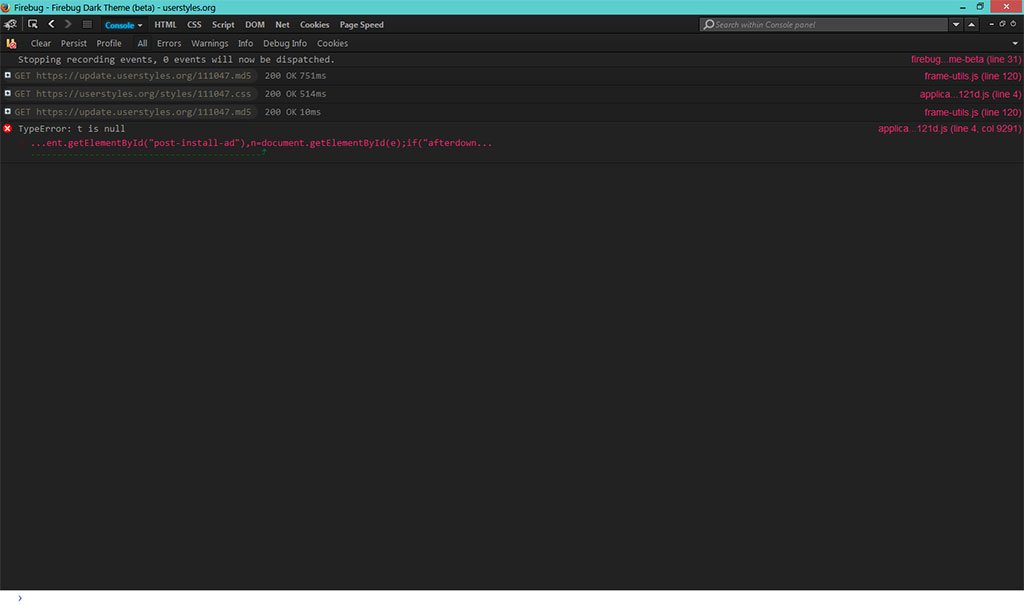 Firebug - Firebug Dark Theme (beta) - userstyles.org
Console HTML CSS Script DOM Net Cookies Page Speed Search within Console panel
Clear Persist Profile All Errors Warnings Info Debug Info Cookies
Stopping recording events, 0 events will now be dispatched. firebug...me-beta (line 31)
GET https://update.userstyles.org/111047.md5 200 OK 751ms frame-utils.js (line 120)
GET https://userstyles.org/styles/111047.css 200 OK 514ms applica...121d.js (line 4)
GET https://update.userstyles.org/111047.md5 200 OK 10ms frame-utils.js (line 120)
TypeError: t is null applica...121d.js (line 4, col 9291)
...ent.getElementById("post-install-ad"),n=document.getElementById(e);if("afterdown...